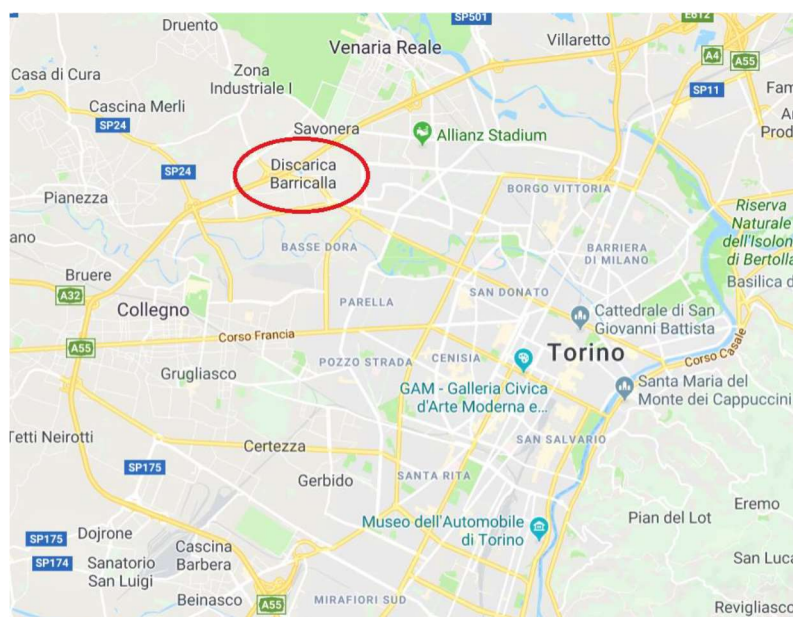 SP501
E612
Druento
Venaria Reale
Villaretto
A4
A55
Casa di Cura
Zona
Industriale I
SP11
Fam
Cascina Merli
SP24
Savonera
Allianz Stadium
A
Prod
Discarica
Barricalla
SP24
Pianezza
BORGO VITTORIA
Riserva
Naturale
dell'Isolon
di Bertolla
ano
BASSE DORA
BARRIERA
DI MILANO
Bruere
Basilica d
A32
Collegno
PARELLA
SAN DONATO
Cattedrale di San
Giovanni Battista
Corso Francia
A55
Torino
Corso Casale
POZZO STRADA
CENISIA
Grugliasco
GAM - Galleria Civica
d'Arte Moderna e...
Santa Maria del
Monte dei Cappuccini
Tetti Neirotti
Certezza
SAN SALVARIO
SP175
Gerbido
SANTA RITA
Eremo
Museo dell'Automobile
di Torino
Pian del Lot
SP175
Dojrone
Cascina
Barbera
SP174
Sanatorio
San Luigi
San Luca
Beinasco
A55
MIRAFIORI SUD
Revigliasco